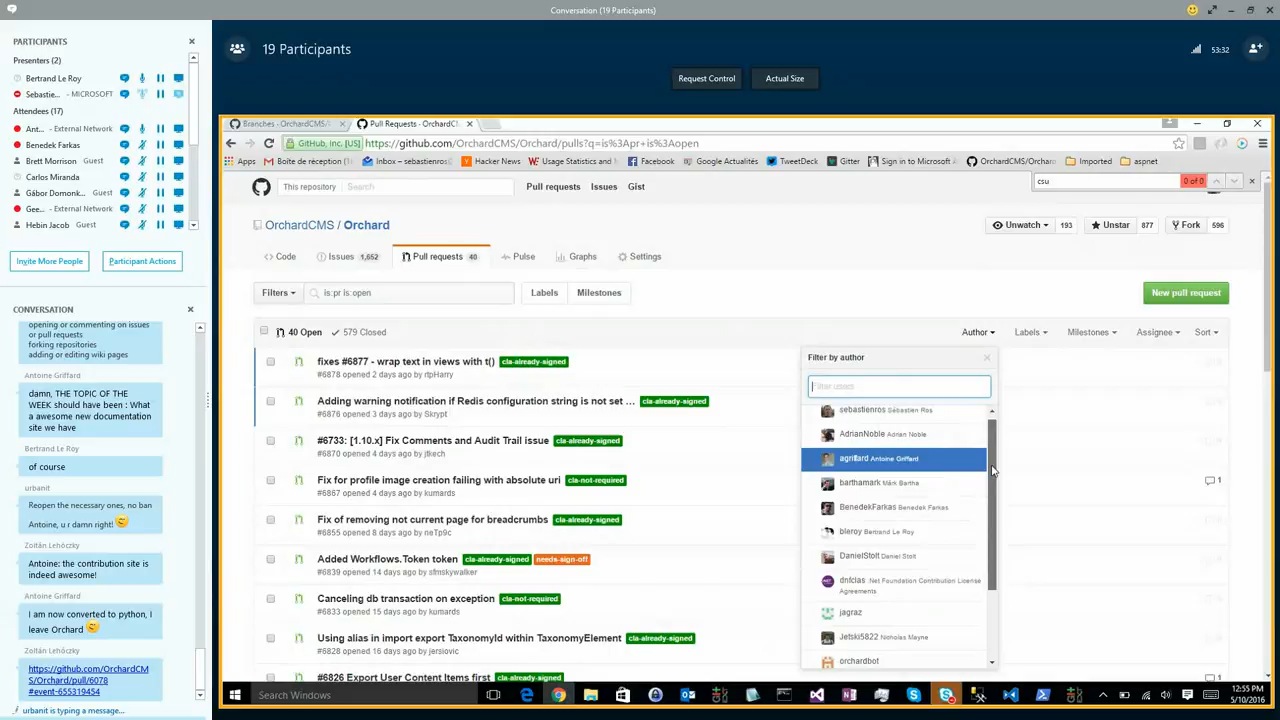 Conversation (19 Participants)
PARTICIPANTS
Presenters (2)
Bertrand Le Roy
Sebastie... - MICROSOFT
Attendees (17)
Ant... - External Network
Benedek Farkas
Brett Morrison Guest
Carlos Miranda
Gábor Domonk... Guest
Gee... - External Network
Hebin Jacob Guest
Invite More People
Participant Actions
CONVERSATION
opening or commenting on issues
or pull requests
forking repositories
adding or editing wiki pages
Antoine Griffard
damn, THE TOPIC OF THE
WEEK should have been : What
a awesome new documentation
site we have
Bertrand Le Roy
of course
urbanit
Reopen the necessary ones, no ban
Antoine, u r damn right!
Zoltán Lehóczky
Antoine: the contribution site is
indeed awesome!
Antoine Griffard
I am now converted to python, I
leave Orchard
Zoltán Lehóczky
https://github.com/OrchardCM
S/Orchard/pull/6078
#event-655319454
urbanit is typing a message...
19 Participants
53:32
Request Control
Actual Size
Branches - OrchardCMS/
Pull Requests - OrchardC
GitHub, Inc. [US]
https://github.com/OrchardCMS/Orchard/pulls?q=is%3Apr+is%3Aopen
Apps
Boîte de réception (1
Inbox – sebastienros
Hacker News
Usage Statistics and
Facebook
Google Actualités
TweetDeck
Gitter
Sign in to Microsoft
OrchardCMS/Orchar
Imported
aspnet
csu
0 of 0
This repository
Search
Pull requests
Issues
Gist
OrchardCMS / Orchard
Unwatch
193
Unstar
877
Fork
596
Code
Issues 1,652
Pull requests 40
Pulse
Graphs
Settings
Filters
is:pr is:open
Labels
Milestones
New pull request
40 Open
579 Closed
Author
Labels
Milestones
Assignee
Sort
fixes #6877 - wrap text in views with t() cla-already-signed
#6878 opened 2 days ago by rtpHarry
Adding warning notification if Redis configuration string is not set ... cla-already-signed
#6876 opened 3 days ago by Skrypt
#6733: [1.10.x] Fix Comments and Audit Trail issue cla-already-signed
#6870 opened 4 days ago by jtkech
Fix for profile image creation failing with absolute uri cla-not-required
#6867 opened 4 days ago by kumards
1
Fix of removing not current page for breadcrumbs cla-already-signed
#6855 opened 8 days ago by neTp9c
Added Workflows.Token token cla-already-signed needs-sign-off
#6839 opened 14 days ago by sfmskywalker
Canceling db transaction on exception cla-not-required
#6833 opened 15 days ago by kumards
Using alias in import export TaxonomyId within TaxonomyElement cla-already-signed
#6828 opened 16 days ago by jersiovic
#6826 Export User Content Items first cla-already-signed
1
Filter by author
Filter users
sebastienros Sébastien Ros
AdrianNoble Adrian Noble
agriffard Antoine Griffard
barthamark Márk Bartha
BenedekFarkas Benedek Farkas
bleroy Bertrand Le Roy
DanielStolt Daniel Stolt
dnfclas .Net Foundation Contribution License
Agreements
jagraz
Jetski5822 Nicholas Mayne
orchardbot
Search Windows
12:55 PM
5/10/2016